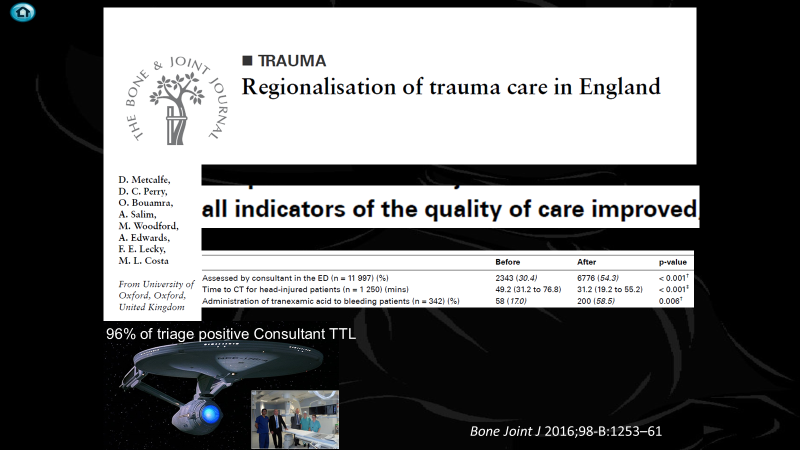 THE BONE & JOINT JOURNAL
■ TRAUMA
Regionalisation of trauma care in England
D. Metcalfe,
D. C. Perry,
O. Bouamra,
A. Salim,
M. Woodford,
A. Edwards,
F. E. Lecky,
M. L. Costa
From University of
Oxford, Oxford,
United Kingdom
all indicators of the quality of care improved,
Before After p-value
Assessed by consultant in the ED (n = 11 997) (%) 2343 (30.4) 6776 (54.3) < 0.001†
Time to CT for head-injured patients (n = 1 250) (mins) 49.2 (31.2 to 76.8) 31.2 (19.2 to 55.2) < 0.001‡
Administration of tranexamic acid to bleeding patients (n = 342) (%) 58 (17.0) 200 (58.5) 0.006†
96% of triage positive Consultant TTL
Bone Joint J 2016;98-B:1253–61